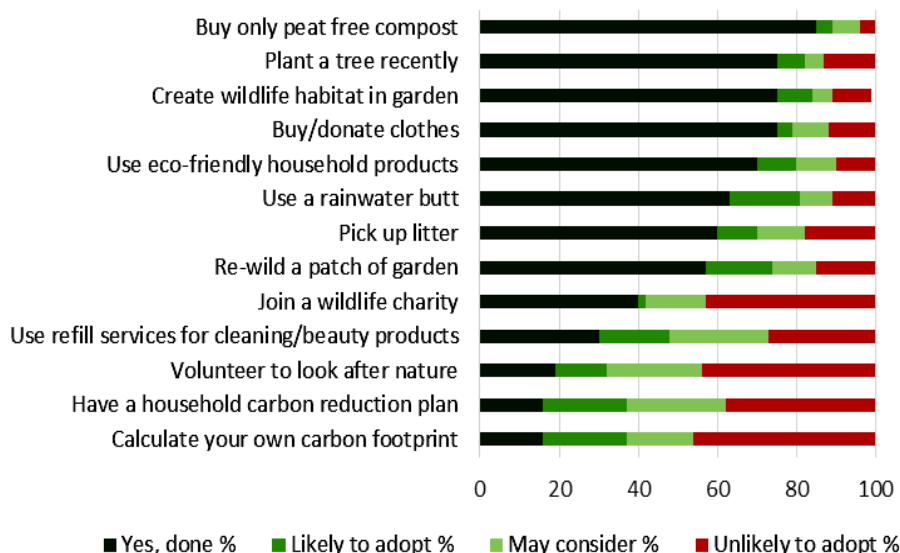 Buy only peat free compost
Plant a tree recently
Create wildlife habitat in garden
Buy/donate clothes
Use eco-friendly household products
Use a rainwater butt
Pick up litter
Re-wild a patch of garden
Join a wildlife charity
Use refill services for cleaning/beauty products
Volunteer to look after nature
Have a household carbon reduction plan
Calculate your own carbon footprint
0 20 40 60 80 100
Yes, done % Likely to adopt % May consider % Unlikely to adopt %